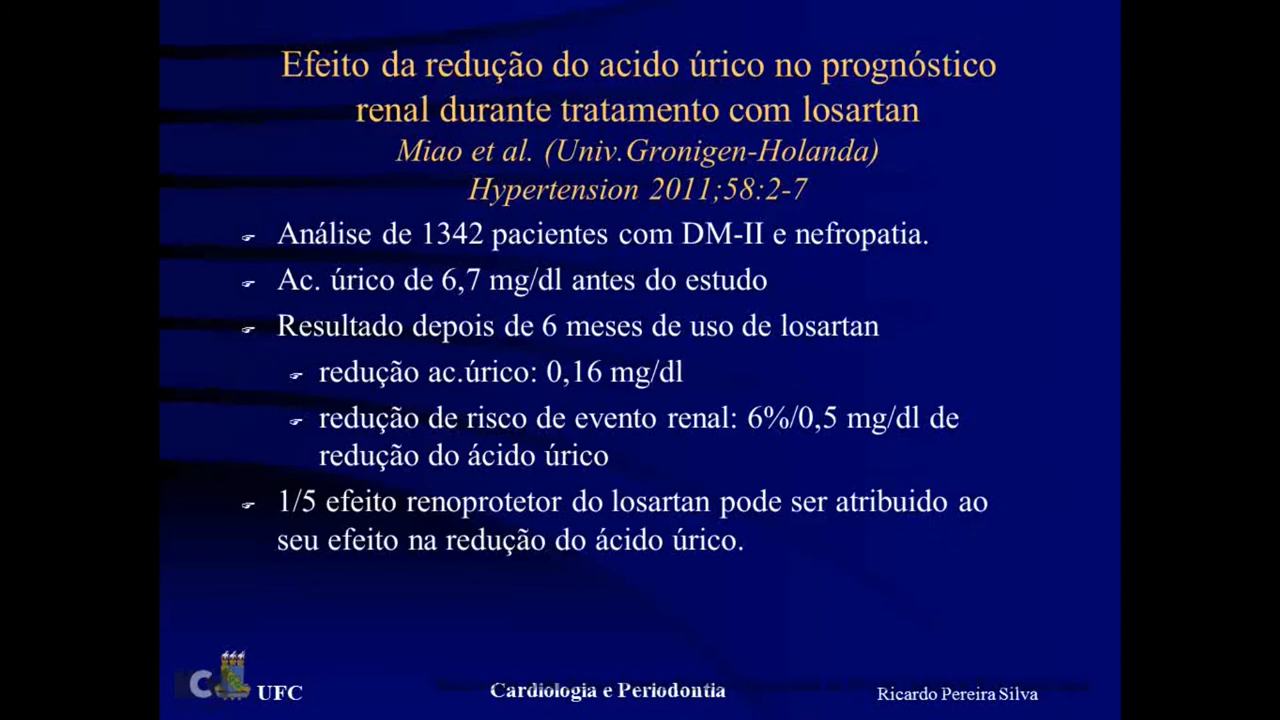 Efeito da redução do acido úrico no prognóstico
renal durante tratamento com losartan
Miao et al. (Univ.Gronigen-Holanda)
Hypertension 2011;58:2-7
Análise de 1342 pacientes com DM-II e nefropatia.
Ac. úrico de 6,7 mg/dl antes do estudo
Resultado depois de 6 meses de uso de losartan
redução ac.úrico: 0,16 mg/dl
redução de risco de evento renal: 6%/0,5 mg/dl de
redução do ácido úrico
1/5 efeito renoprotetor do losartan pode ser atribuido ao
seu efeito na redução do ácido úrico.
UFC
Cardiologia e Periodontia
Ricardo Pereira Silva